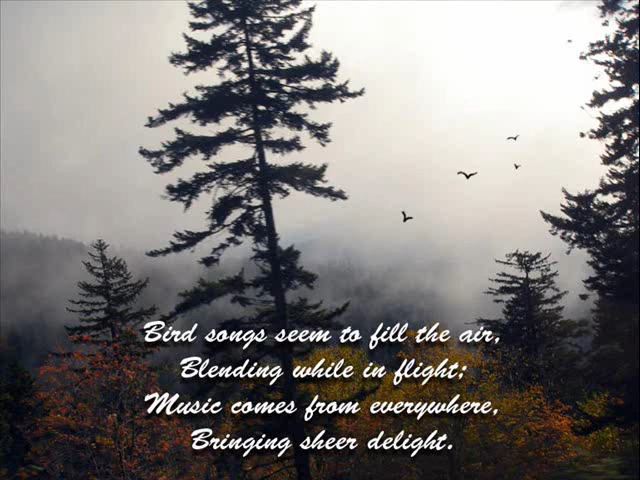 Bird songs seem to fill the air,
Blending while in flight;
Music comes from everywhere,
Bringing sheer delight.